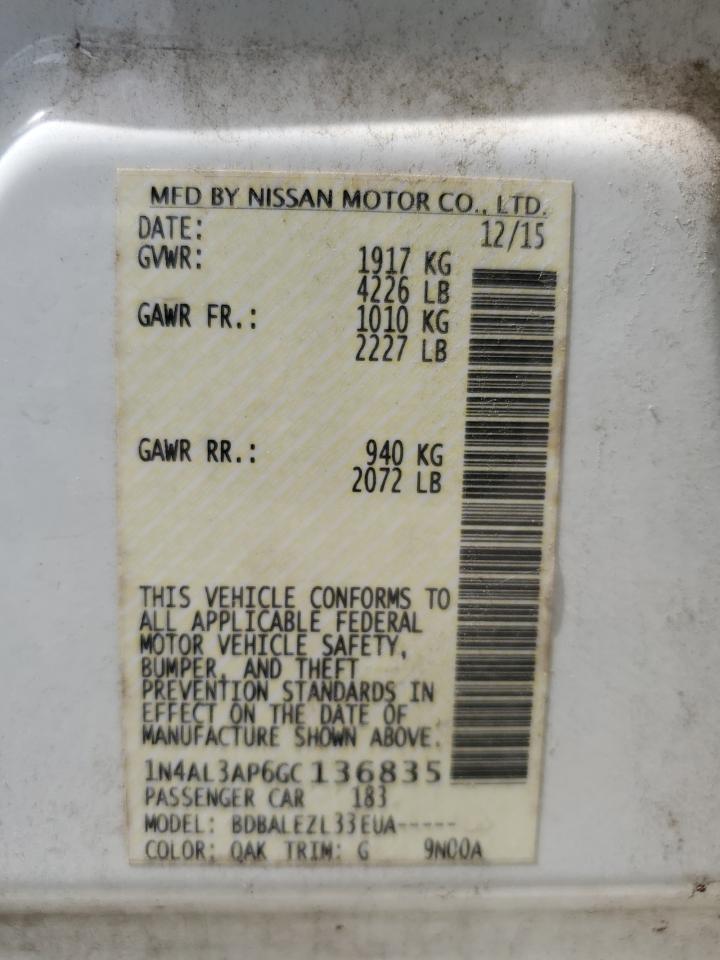 MFD BY NISSAN MOTOR CO., LTD.
DATE: 12/15
GVWR: 1917 KG
4226 LB
GAWR FR.: 1010 KG
2227 LB
GAWR RR.: 940 KG
2072 LB
THIS VEHICLE CONFORMS TO
ALL APPLICABLE FEDERAL
MOTOR VEHICLE SAFETY,
BUMPER, AND THEFT
PREVENTION STANDARDS IN
EFFECT ON THE DATE OF
MANUFACTURE SHOWN ABOVE.
1N4AL3AP6GC136835
PASSENGER CAR 183
MODEL: BDBALEZL33EUA-----
COLOR: QAK TRIM: G 9N00A